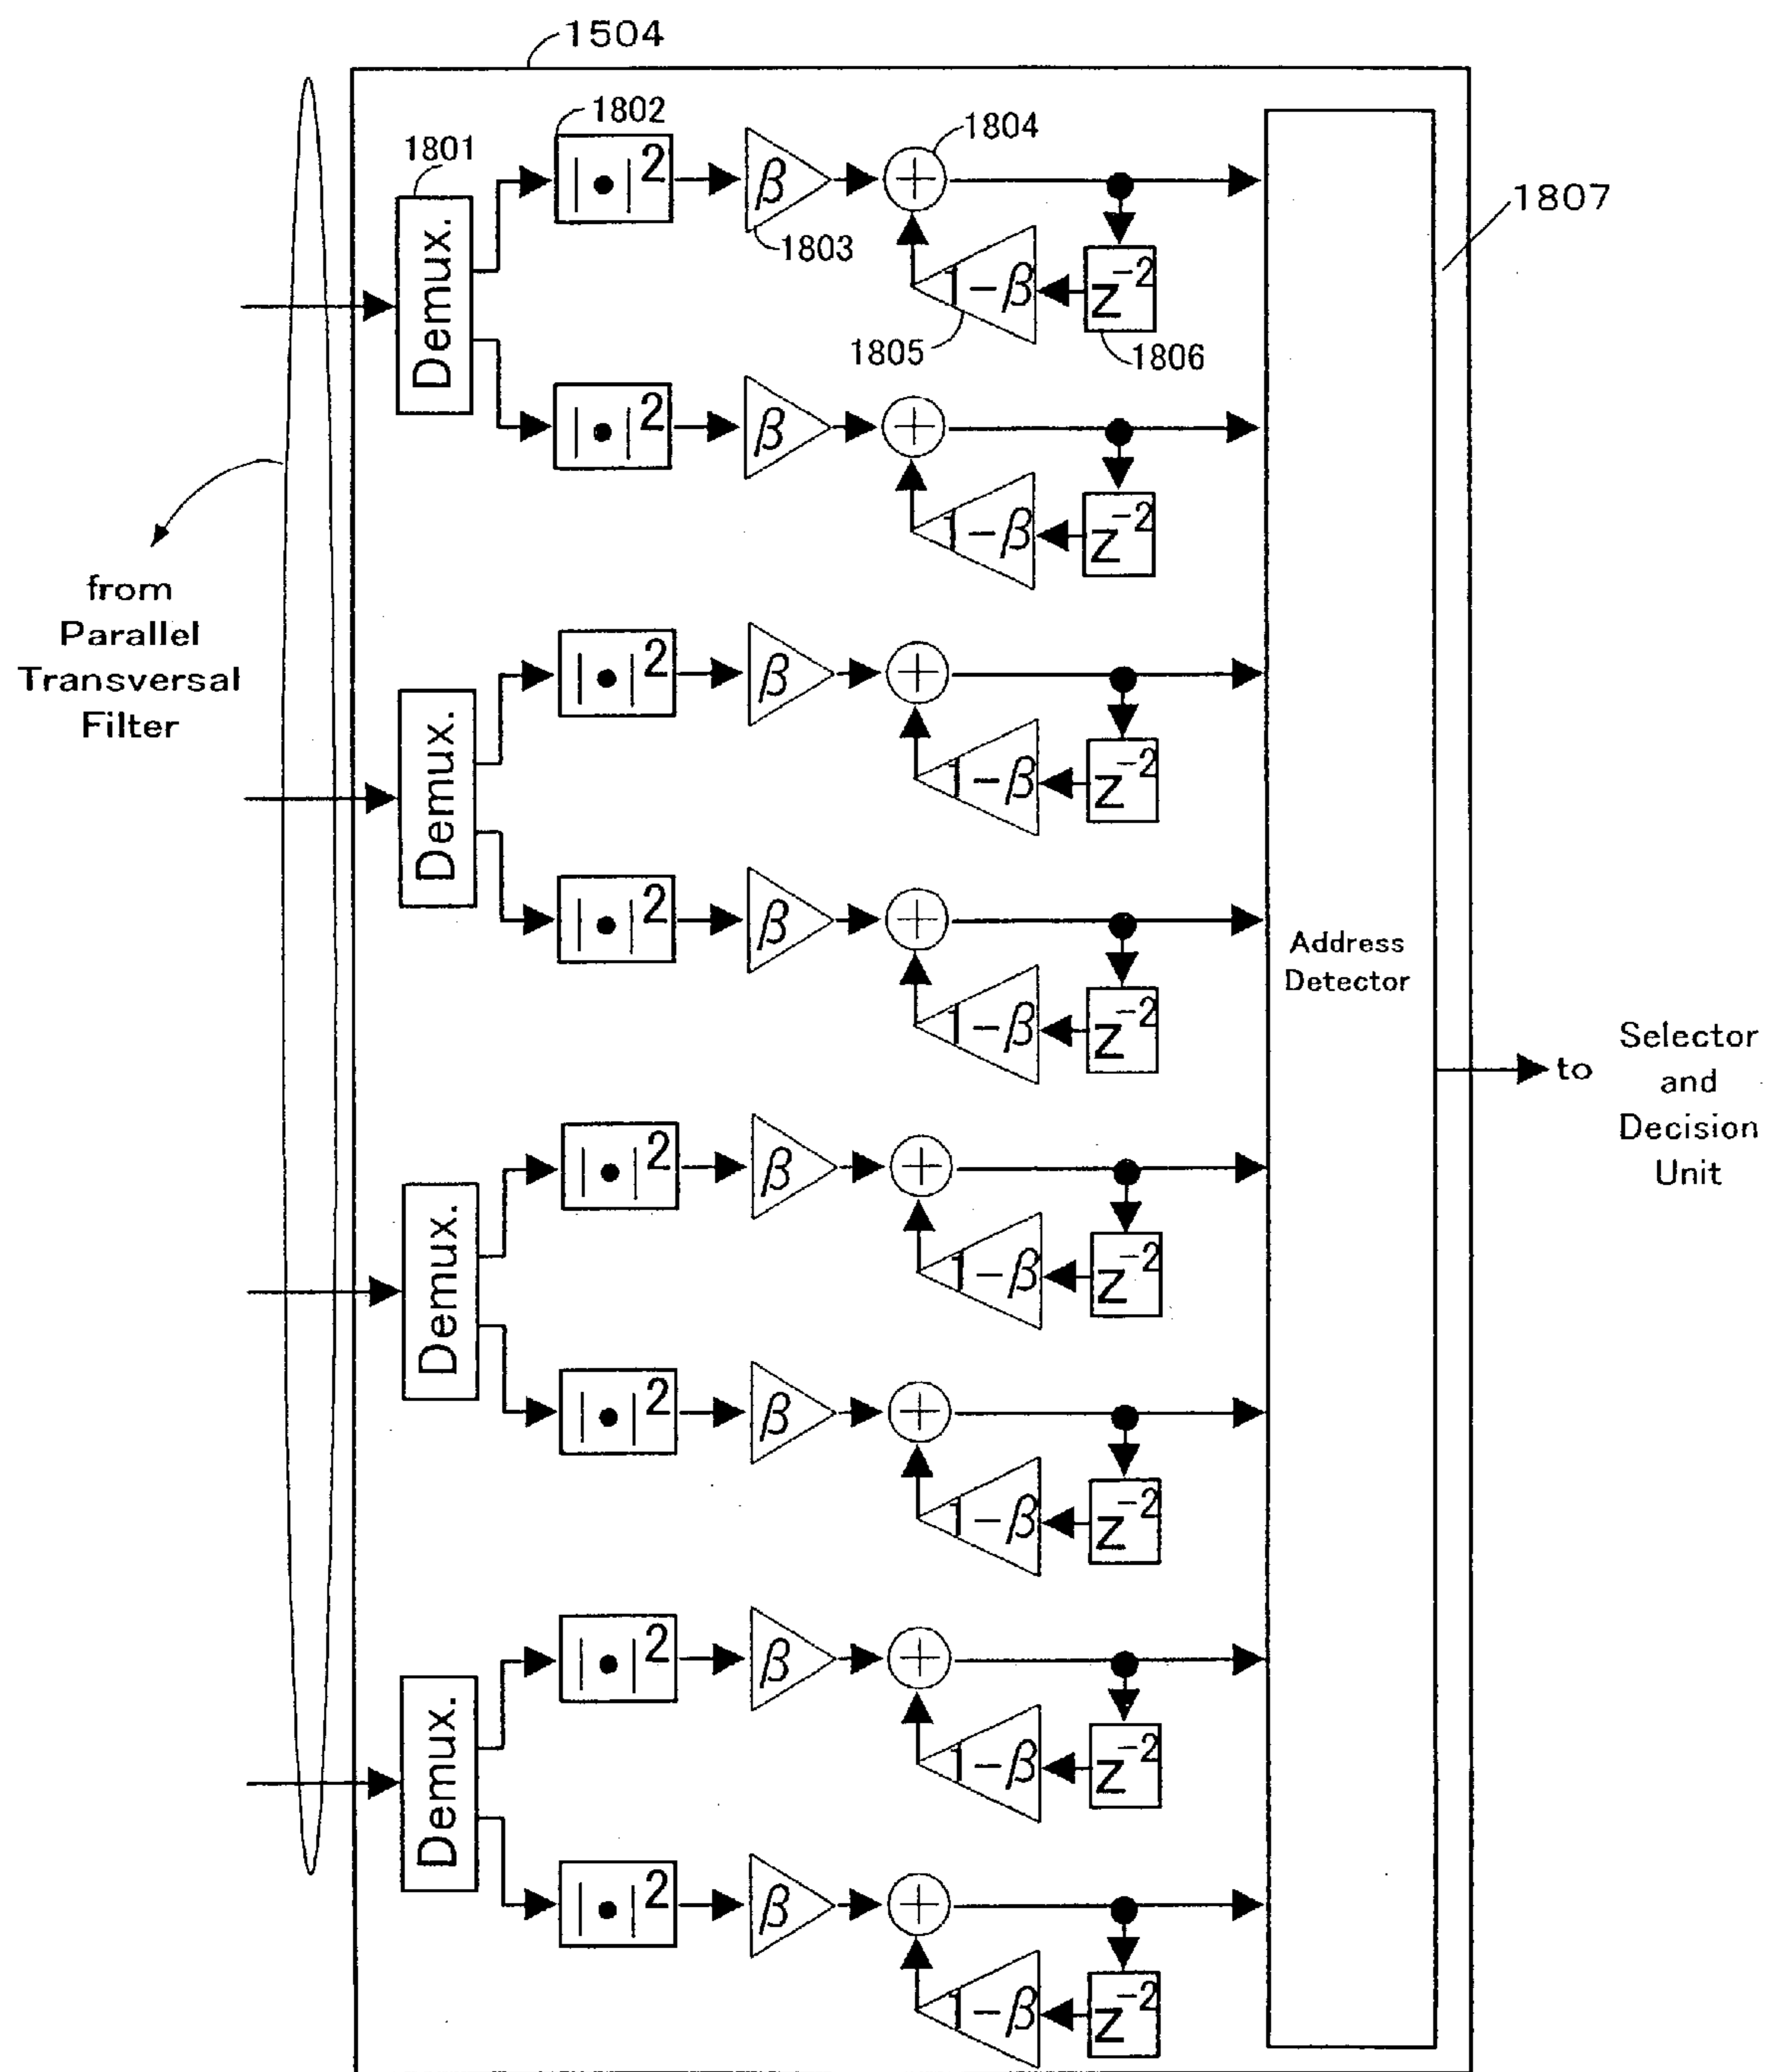 1504
1802
1804
1801
|•|2
β
+
1807
1803
Demux.
1-β
z-2
1805
1806
|•|2
β
+
1-β
z-2
from
Parallel
Transversal
Filter
|•|2
β
+
Demux.
1-β
z-2
|•|2
β
+
1-β
z-2
Address
Detector
to
Selector
and
Decision
Unit
|•|2
β
+
Demux.
1-β
z-2
|•|2
β
+
1-β
z-2
|•|2
β
+
Demux.
1-β
z-2
|•|2
β
+
1-β
z-2